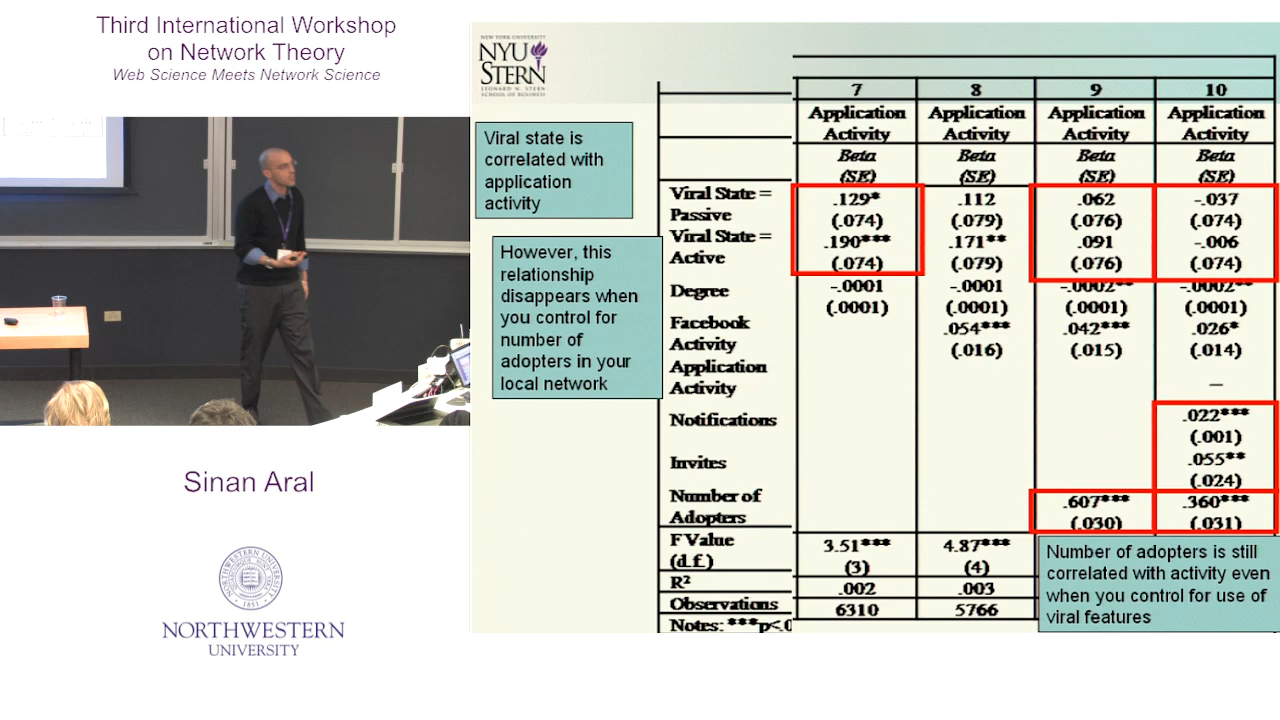 Third International Workshop
on Network Theory
Web Science Meets Network Science
Sinan Aral
NORTHWESTERN
UNIVERSITY
NEW YORK UNIVERSITY
NYU
STERN
LEONARD N. STERN
SCHOOL OF BUSINESS
Viral state is
correlated with
application
activity
However, this
relationship
disappears when
you control for
number of
adopters in your
local network
7 8 9 10
Application Application Application Application
Activity Activity Activity Activity
Beta Beta Beta Beta
(SE) (SE) (SE) (SE)
Viral State = .129* .112 .062 -.037
Passive (.074) (.079) (.076) (.074)
Viral State = .190*** .171** .091 -.006
Active (.074) (.079) (.076) (.074)
Degree -.0001 -.0001 -.0002** -.0002**
(.0001) (.0001) (.0001) (.0001)
Facebook .054*** .042*** .026*
Activity (.016) (.015) (.014)
Application
Activity —
Notifications .022***
(.001)
Invites .055**
(.024)
Number of .607*** .360***
Adopters (.030) (.031)
F Value 3.51*** 4.87***
(d.f.) (3) (4)
R² .002 .003
Observations 6310 5766
Notes: ***p<.0
Number of adopters is still
correlated with activity even
when you control for use of
viral features